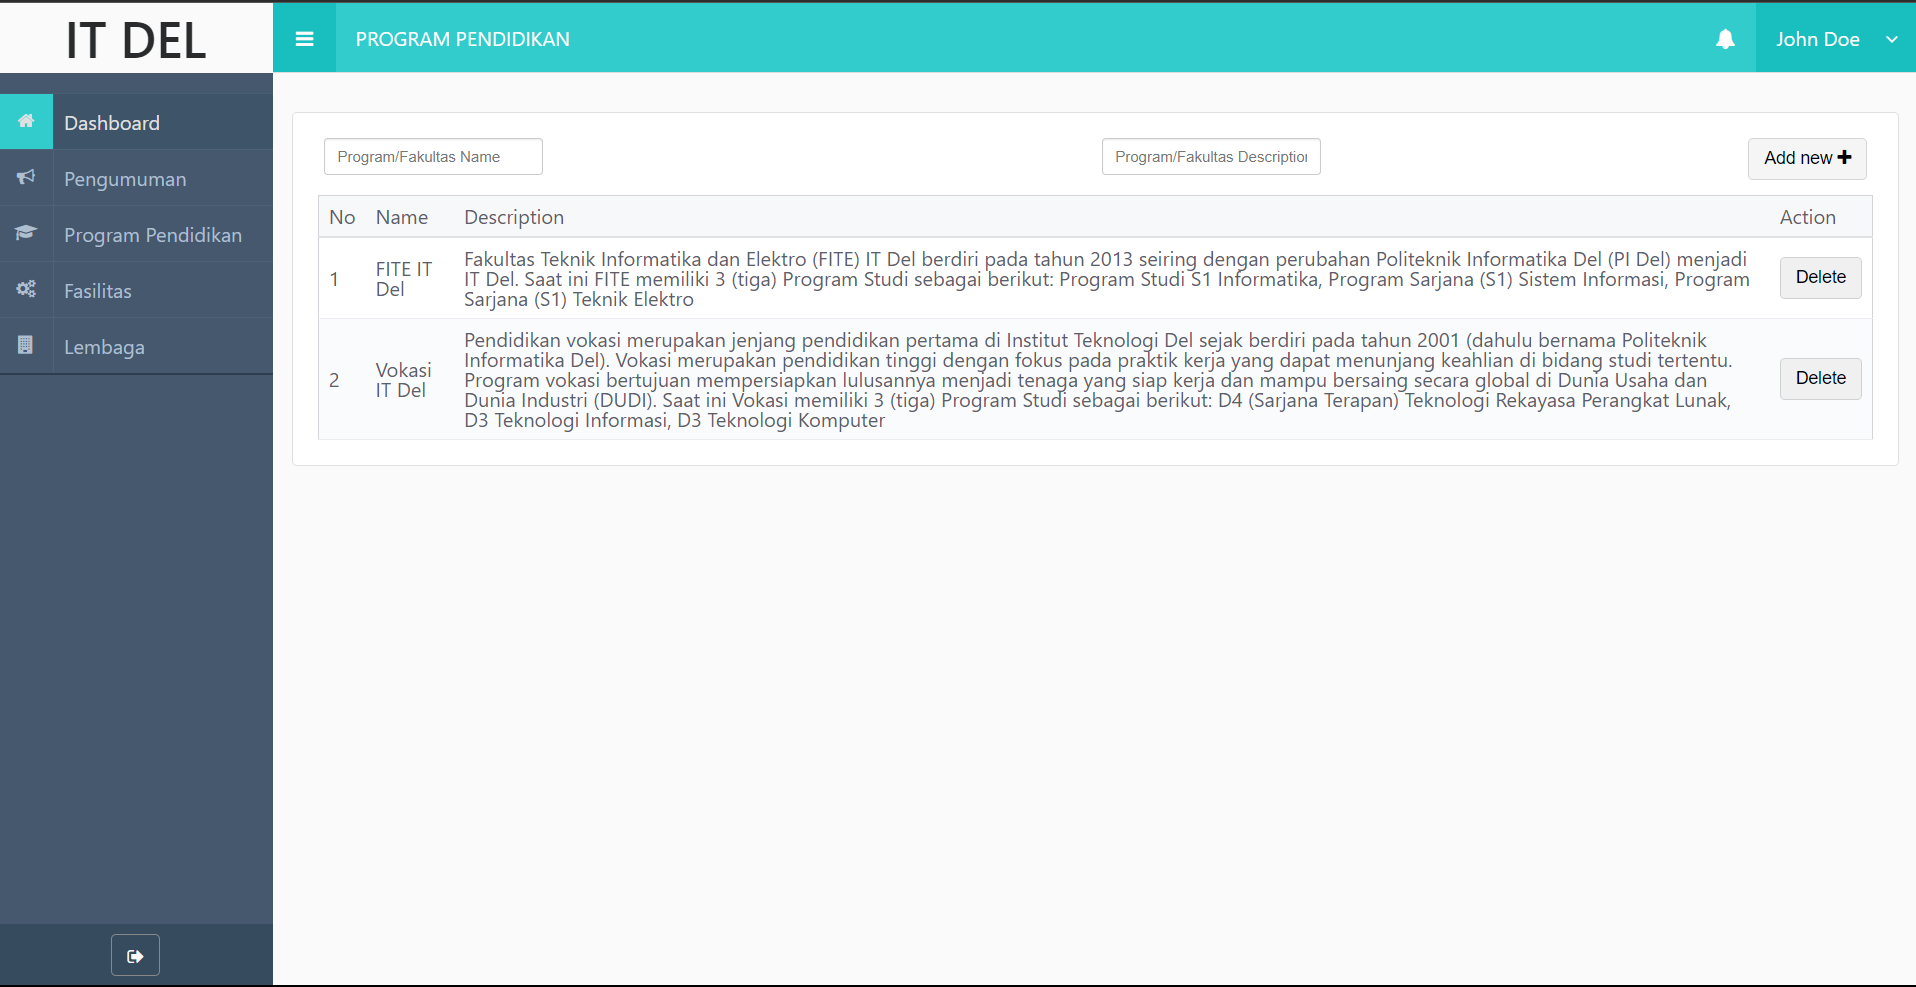 IT DEL
PROGRAM PENDIDIKAN
John Doe
Dashboard
Pengumuman
Program Pendidikan
Fasilitas
Lembaga
Program/Fakultas Name
Program/Fakultas Description
Add new
No Name Description Action
1
FITE IT
Del
Fakultas Teknik Informatika dan Elektro (FITE) IT Del berdiri pada tahun 2013 seiring dengan perubahan Politeknik Informatika Del (PI Del) menjadi
IT Del. Saat ini FITE memiliki 3 (tiga) Program Studi sebagai berikut: Program Studi S1 Informatika, Program Sarjana (S1) Sistem Informasi, Program
Sarjana (S1) Teknik Elektro
Delete
2
Vokasi
IT Del
Pendidikan vokasi merupakan jenjang pendidikan pertama di Institut Teknologi Del sejak berdiri pada tahun 2001 (dahulu bernama Politeknik
Informatika Del). Vokasi merupakan pendidikan tinggi dengan fokus pada praktik kerja yang dapat menunjang keahlian di bidang studi tertentu.
Program vokasi bertujuan mempersiapkan lulusannya menjadi tenaga yang siap kerja dan mampu bersaing secara global di Dunia Usaha dan
Dunia Industri (DUDI). Saat ini Vokasi memiliki 3 (tiga) Program Studi sebagai berikut: D4 (Sarjana Terapan) Teknologi Rekayasa Perangkat Lunak,
D3 Teknologi Informasi, D3 Teknologi Komputer
Delete